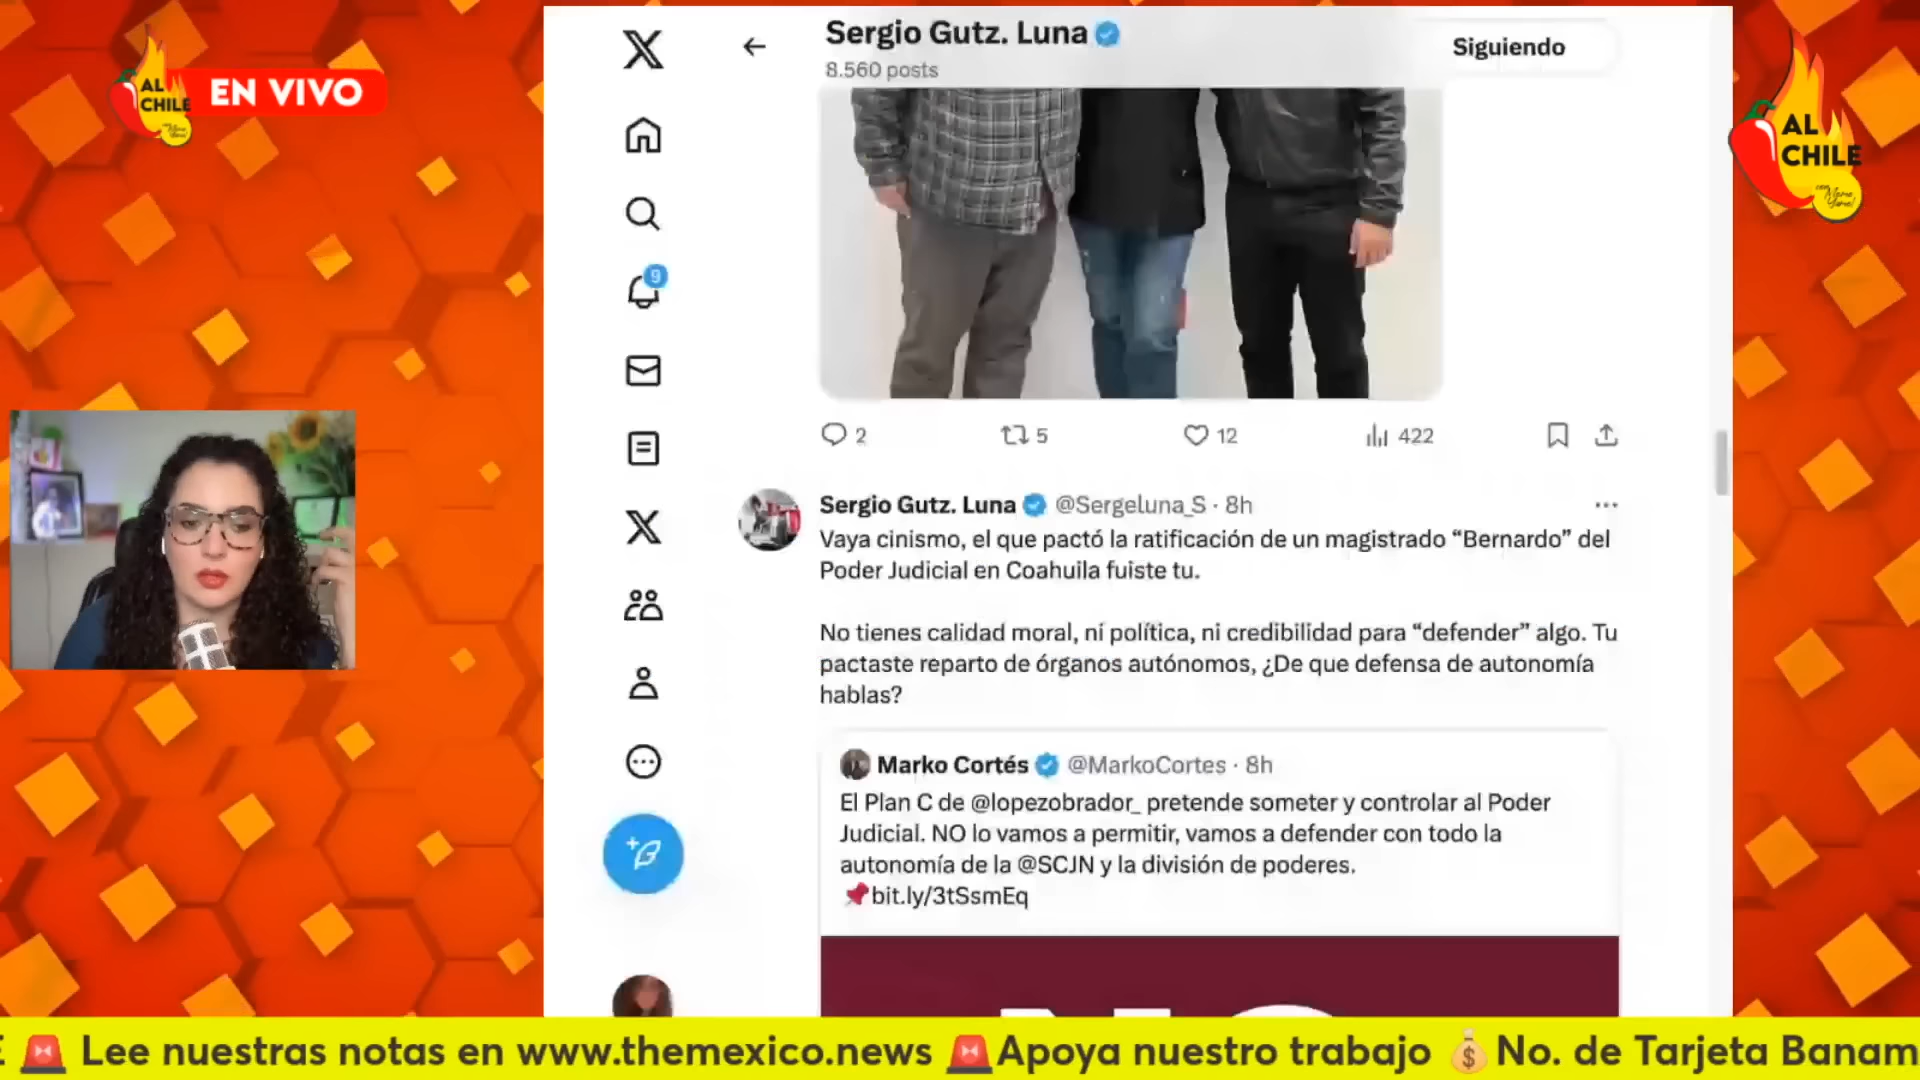 AL
CHILE
EN VIVO
Sergio Gutz. Luna
8.560 posts
Siguiendo
AL
CHILE
9
2
5
12
422
Sergio Gutz. Luna @Sergeluna_S · 8h
Vaya cinismo, el que pactó la ratificación de un magistrado “Bernardo” del
Poder Judicial en Coahuila fuiste tu.
No tienes calidad moral, ni política, ni credibilidad para “defender” algo. Tu
pactaste reparto de órganos autónomos, ¿De que defensa de autonomía
hablas?
Marko Cortés @MarkoCortes · 8h
El Plan C de @lopezobrador_ pretende someter y controlar al Poder
Judicial. NO lo vamos a permitir, vamos a defender con todo la
autonomía de la @SCJN y la división de poderes.
bit.ly/3tSsmEq
Lee nuestras notas en www.themexico.news Apoya nuestro trabajo No. de Tarjeta Banam